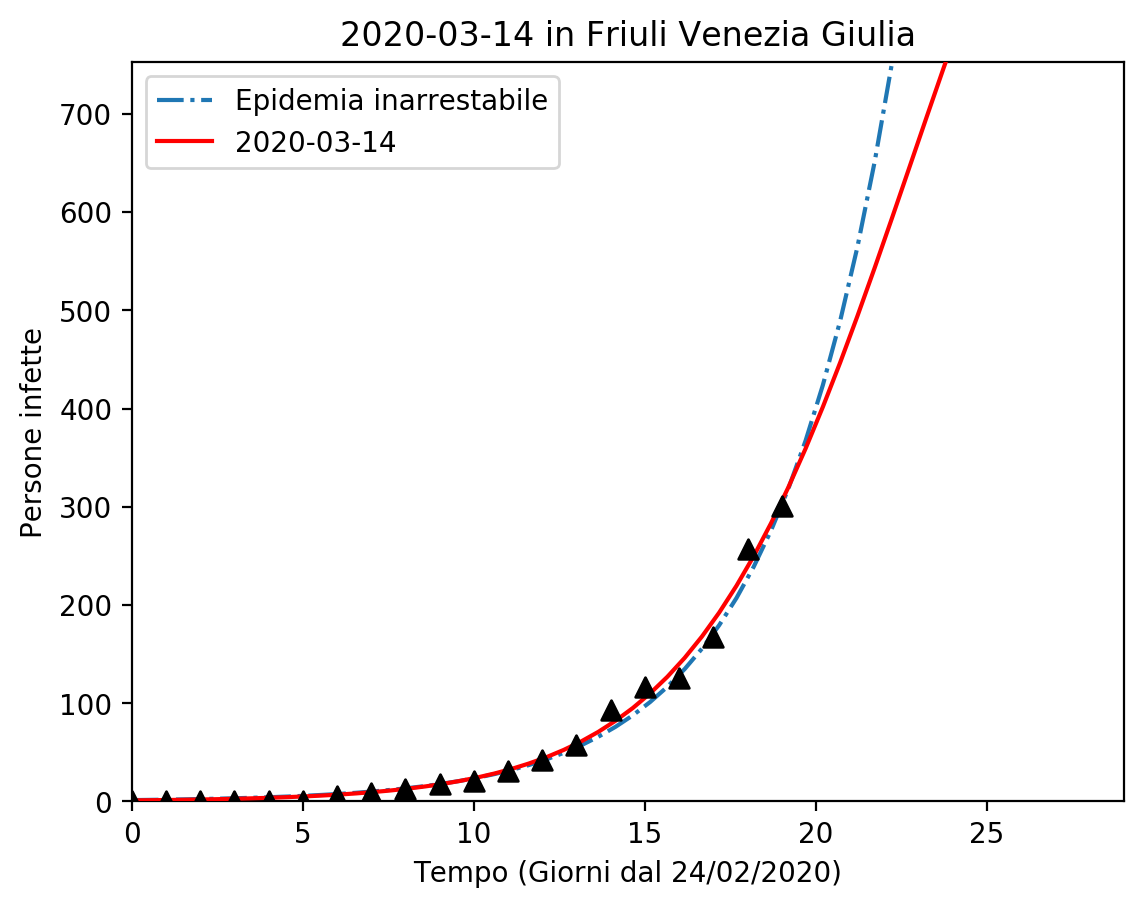 2020-03-14 in Friuli Venezia Giulia
Epidemia inarrestabile
2020-03-14
700
600
500
400
300
200
100
0
Persone infette
0 5 10 15 20 25
Tempo (Giorni dal 24/02/2020)